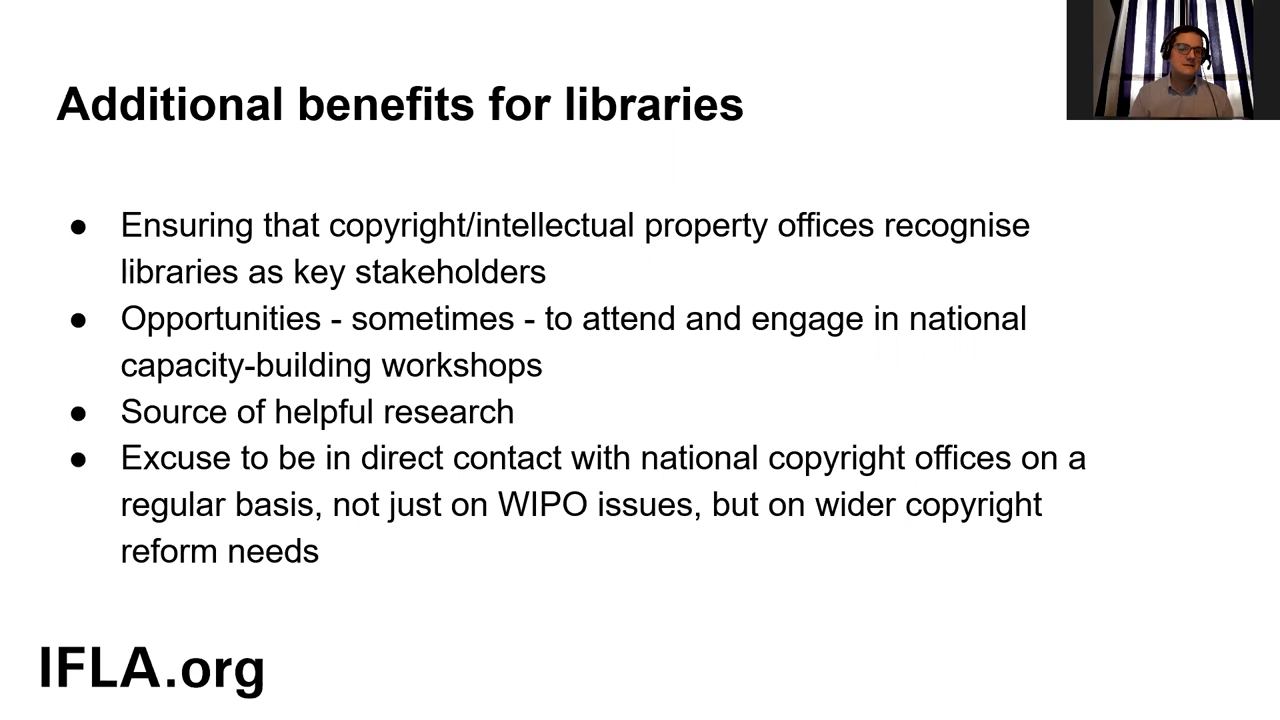 Additional benefits for libraries
● Ensuring that copyright/intellectual property offices recognise
libraries as key stakeholders
● Opportunities - sometimes - to attend and engage in national
capacity-building workshops
● Source of helpful research
● Excuse to be in direct contact with national copyright offices on a
regular basis, not just on WIPO issues, but on wider copyright
reform needs
IFLA.org